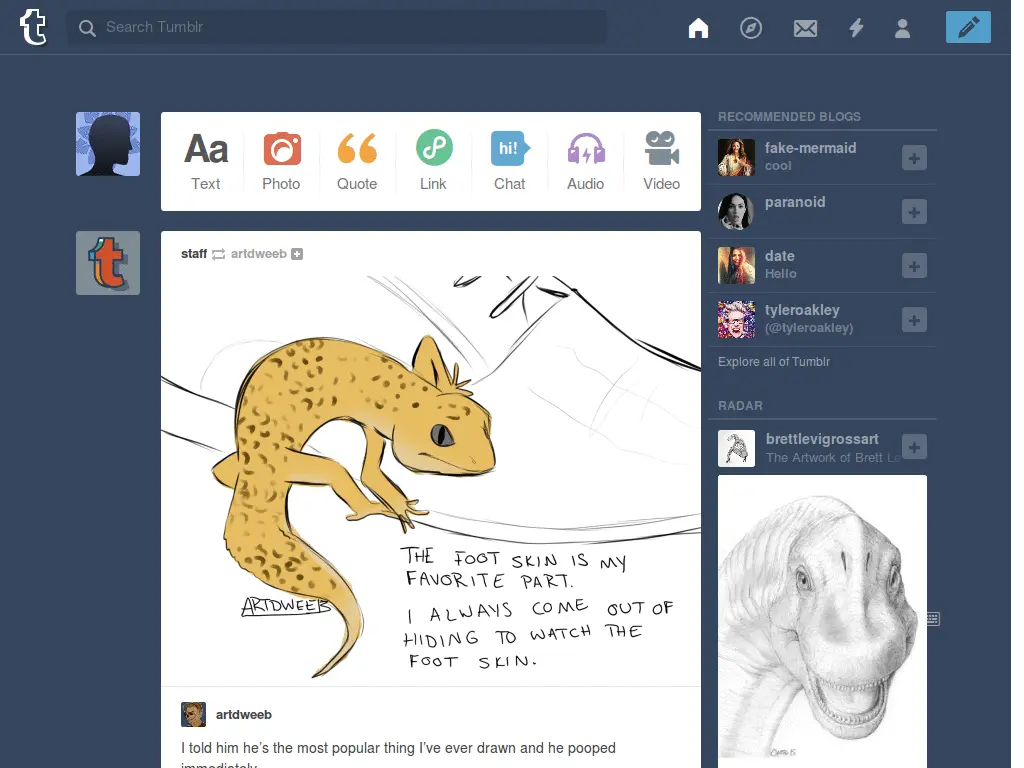 t
Search Tumblr
Aa
hi!
Text
Photo
Quote
Link
Chat
Audio
Video
t
staff artdweeb
THE FOOT SKIN IS MY
FAVORITE PART.
I ALWAYS COME OUT OF
HIDING TO WATCH THE
FOOT SKIN.
ARTDWEEB
artdweeb
I told him he's the most popular thing I've ever drawn and he pooped
immediately
RECOMMENDED BLOGS
fake-mermaid
cool
paranoid
date
Hello
tyleroakley
(@tyleroakley)
Explore all of Tumblr
RADAR
brettlevigrossart
The Artwork of Brett Le